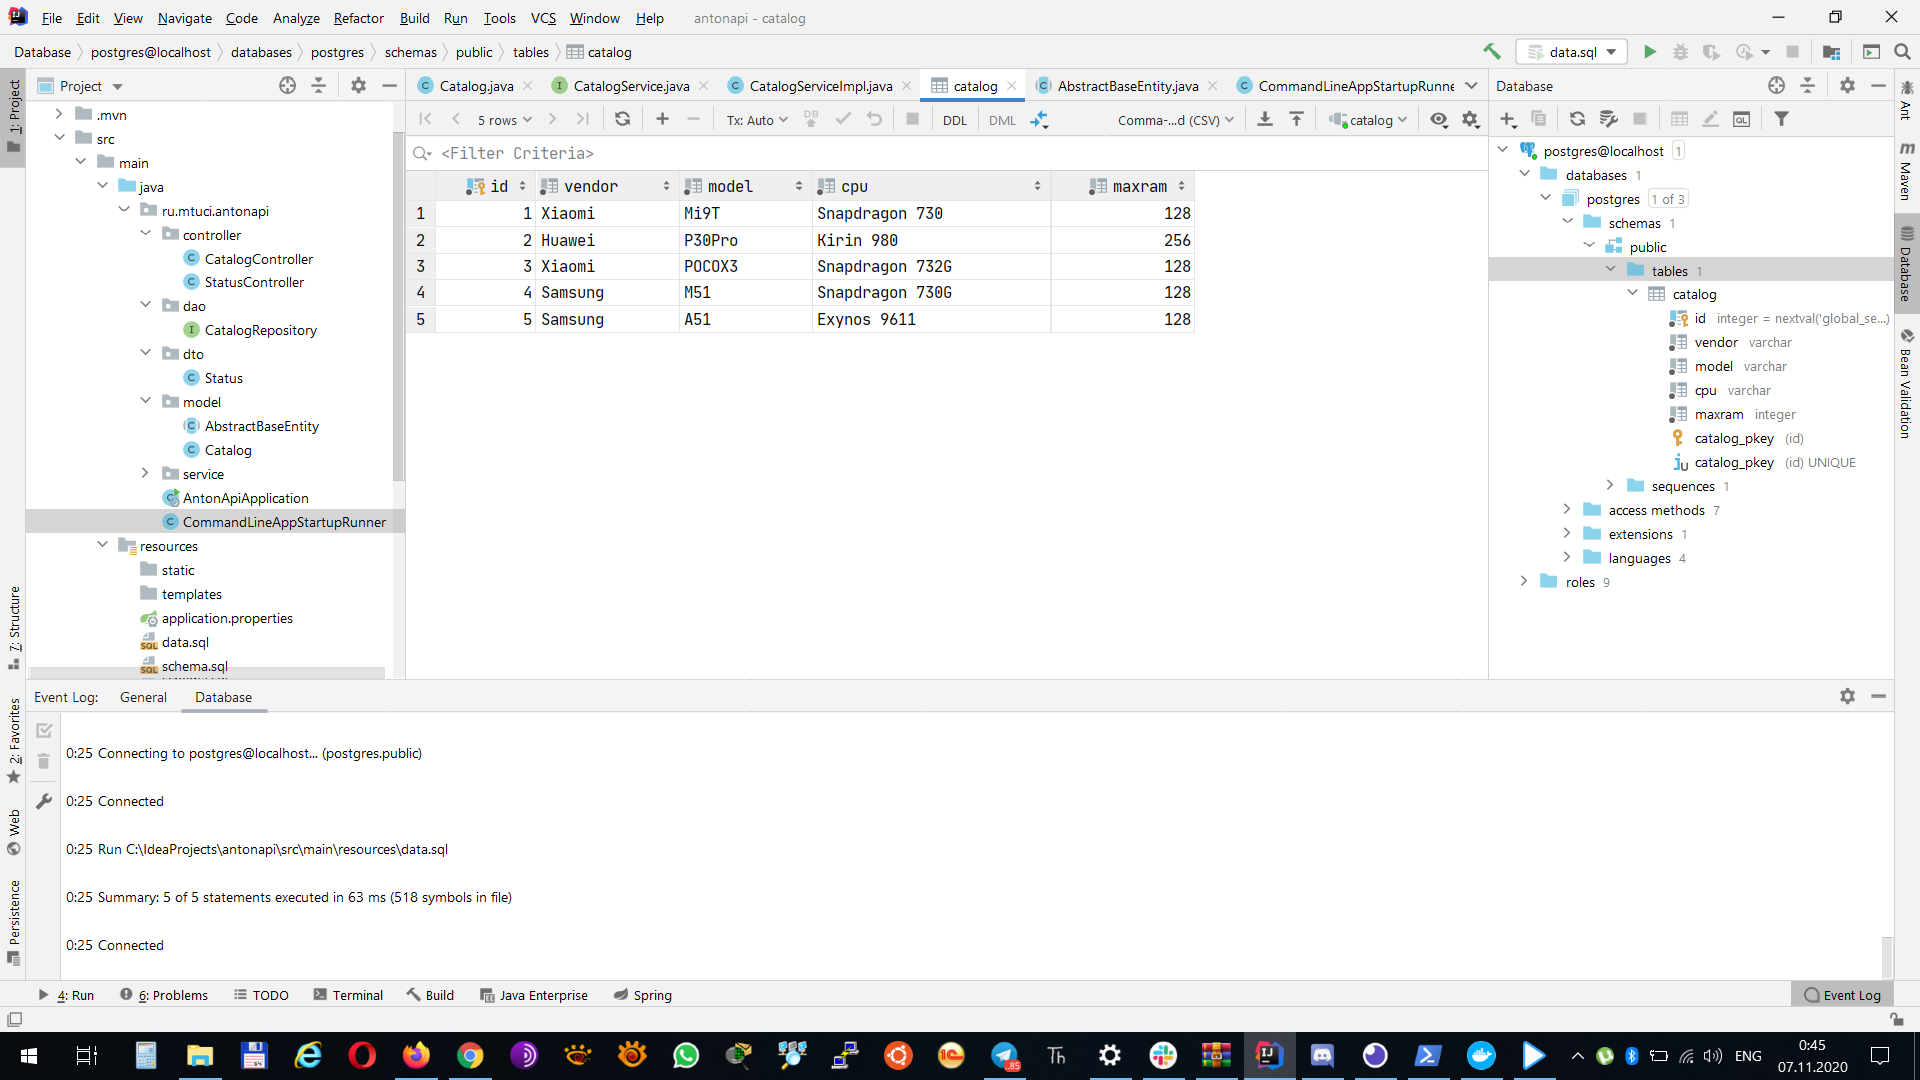 File Edit View Navigate Code Analyze Refactor Build Run Tools VCS Window Help antonapi - catalog
Database postgres@localhost databases postgres schemas public tables catalog data.sql
1: Project
7: Structure
2: Favorites
Web
Persistence
Project
.mvn
src
main
java
ru.mtuci.antonapi
controller
CatalogController
StatusController
dao
CatalogRepository
dto
Status
model
AbstractBaseEntity
Catalog
service
AntonApiApplication
CommandLineAppStartupRunner
resources
static
templates
application.properties
data.sql
schema.sql
Catalog.java CatalogService.java CatalogServiceImpl.java catalog AbstractBaseEntity.java CommandLineAppStartupRunne
5 rows Tx: Auto DB DDL DML Comma-...d (CSV) catalog
<Filter Criteria>
id vendor model cpu maxram
1 1 Xiaomi Mi9T Snapdragon 730 128
2 2 Huawei P30Pro Kirin 980 256
3 3 Xiaomi POCOX3 Snapdragon 732G 128
4 4 Samsung M51 Snapdragon 730G 128
5 5 Samsung A51 Exynos 9611 128
Database
QL
postgres@localhost 1
databases 1
postgres 1 of 3
schemas 1
public
tables 1
catalog
id integer = nextval('global_se...)
vendor varchar
model varchar
cpu varchar
maxram integer
catalog_pkey (id)
catalog_pkey (id) UNIQUE
sequences 1
access methods 7
extensions 1
languages 4
roles 9
Ant
Maven
Database
Bean Validation
Event Log: General Database
0:25 Connecting to postgres@localhost... (postgres.public)
0:25 Connected
0:25 Run C:\IdeaProjects\antonapi\src\main\resources\data.sql
0:25 Summary: 5 of 5 statements executed in 63 ms (518 symbols in file)
0:25 Connected
4: Run 6: Problems TODO Terminal Build Java Enterprise Spring Event Log
Th
85
ENG
0:45
07.11.2020